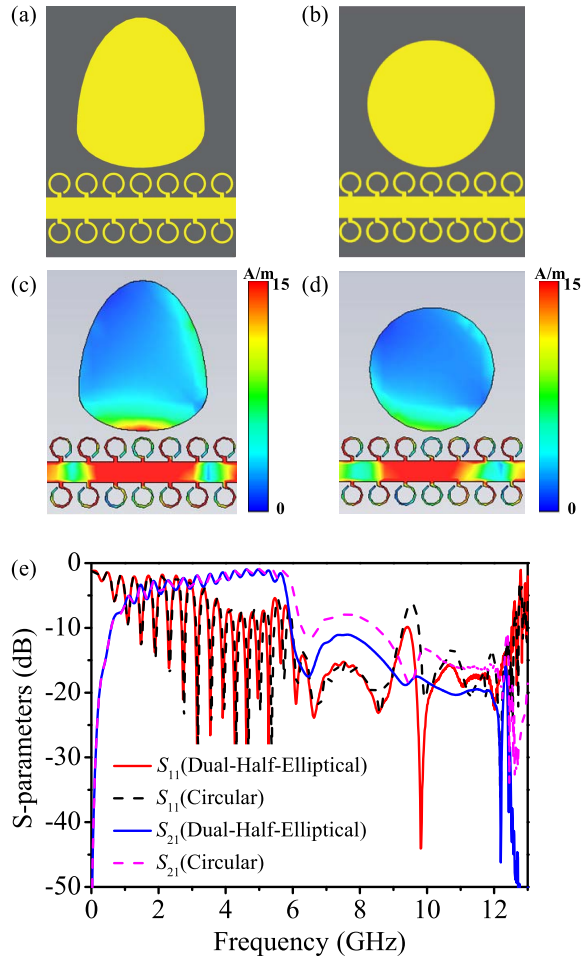 (a)
(b)
(c)
A/m
15
0
(d)
A/m
15
0
(e)
S-parameters (dB)
0
-10
-20
-30
-40
-50
S11(Dual-Half-Elliptical)
S11(Circular)
S21(Dual-Half-Elliptical)
S21(Circular)
0 2 4 6 8 10 12
Frequency (GHz)